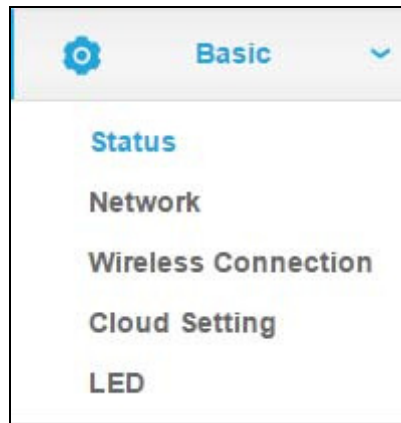 Basic
Status
Network
Wireless Connection
Cloud Setting
LED